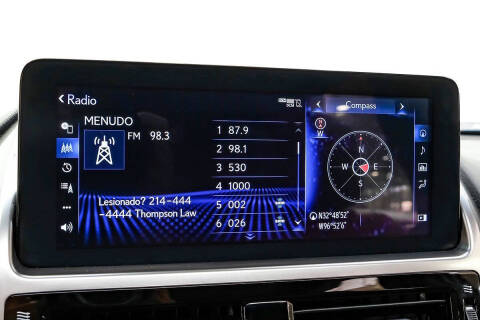 Radio
MENUDO
FM 98.3
Lesionado? 214-444
-4444 Thompson Law
1 87.9
2 98.1
3 530
4 1000
5 002
6 026
Compass
W
N
W E
S
N32°48'52"
W96°52'6"